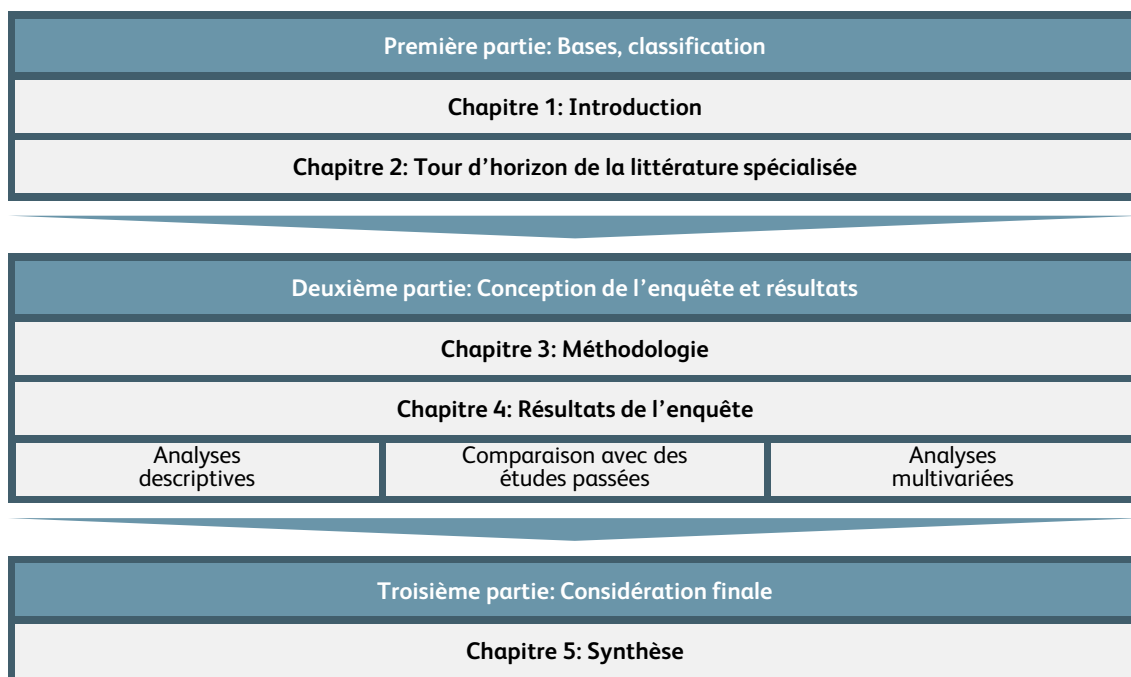 Première partie: Bases, classification
Chapitre 1: Introduction
Chapitre 2: Tour d’horizon de la littérature spécialisée
Deuxième partie: Conception de l’enquête et résultats
Chapitre 3: Méthodologie
Chapitre 4: Résultats de l’enquête
Analyses
descriptives
Comparaison avec des
études passées
Analyses
multivariées
Troisième partie: Considération finale
Chapitre 5: Synthèse